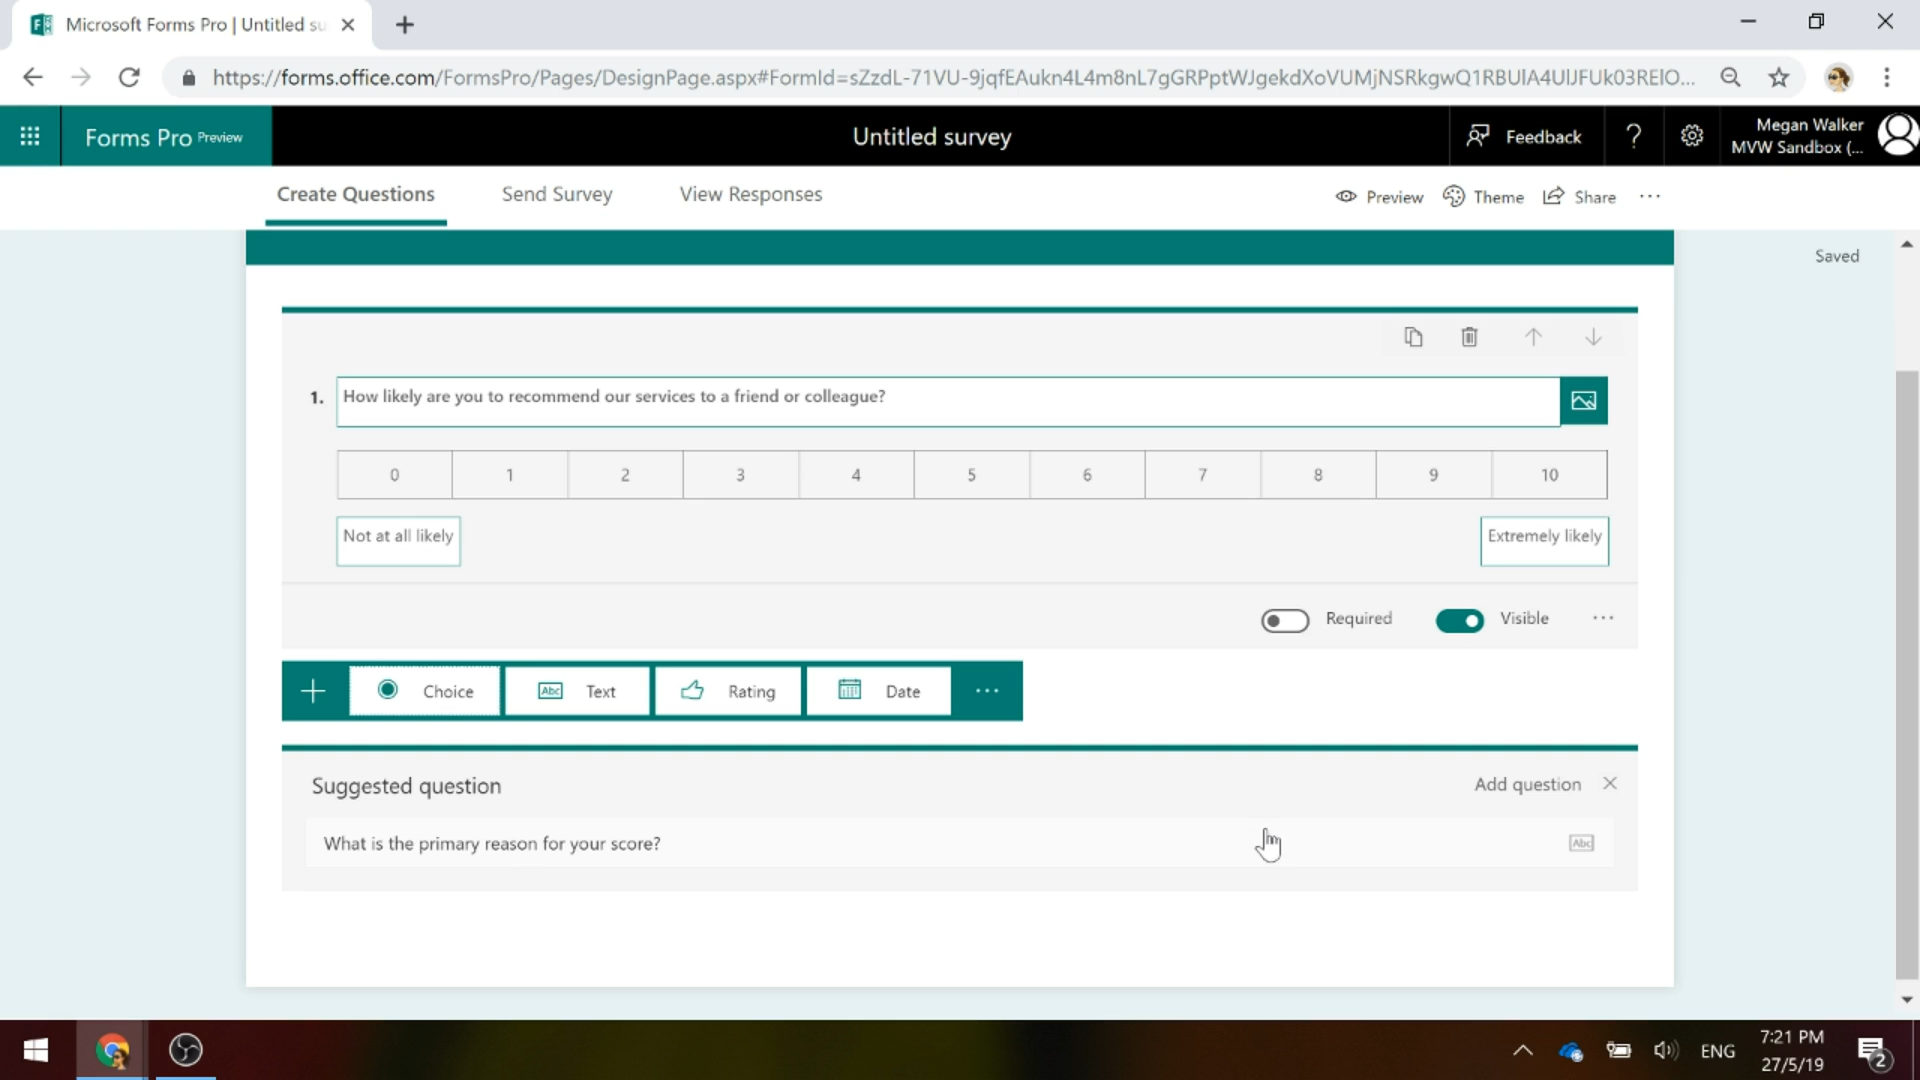 Microsoft Forms Pro | Untitled su
https://forms.office.com/FormsPro/Pages/DesignPage.aspx#FormId=sZzdL-71VU-9jqfEAukn4L4m8nL7gGRPptWJgekdXoVUMjNSRkgwQ1RBUlA4UlJFUk03RElO...
Forms Pro Preview
Untitled survey
Feedback
?
Megan Walker
MVW Sandbox (...
Create Questions
Send Survey
View Responses
Preview
Theme
Share
...
Saved
1. How likely are you to recommend our services to a friend or colleague?
0 1 2 3 4 5 6 7 8 9 10
Not at all likely
Extremely likely
Required
Visible
...
Choice
Abc Text
Rating
Date
...
Suggested question
Add question
What is the primary reason for your score?
Abc
ENG
7:21 PM
27/5/19
2